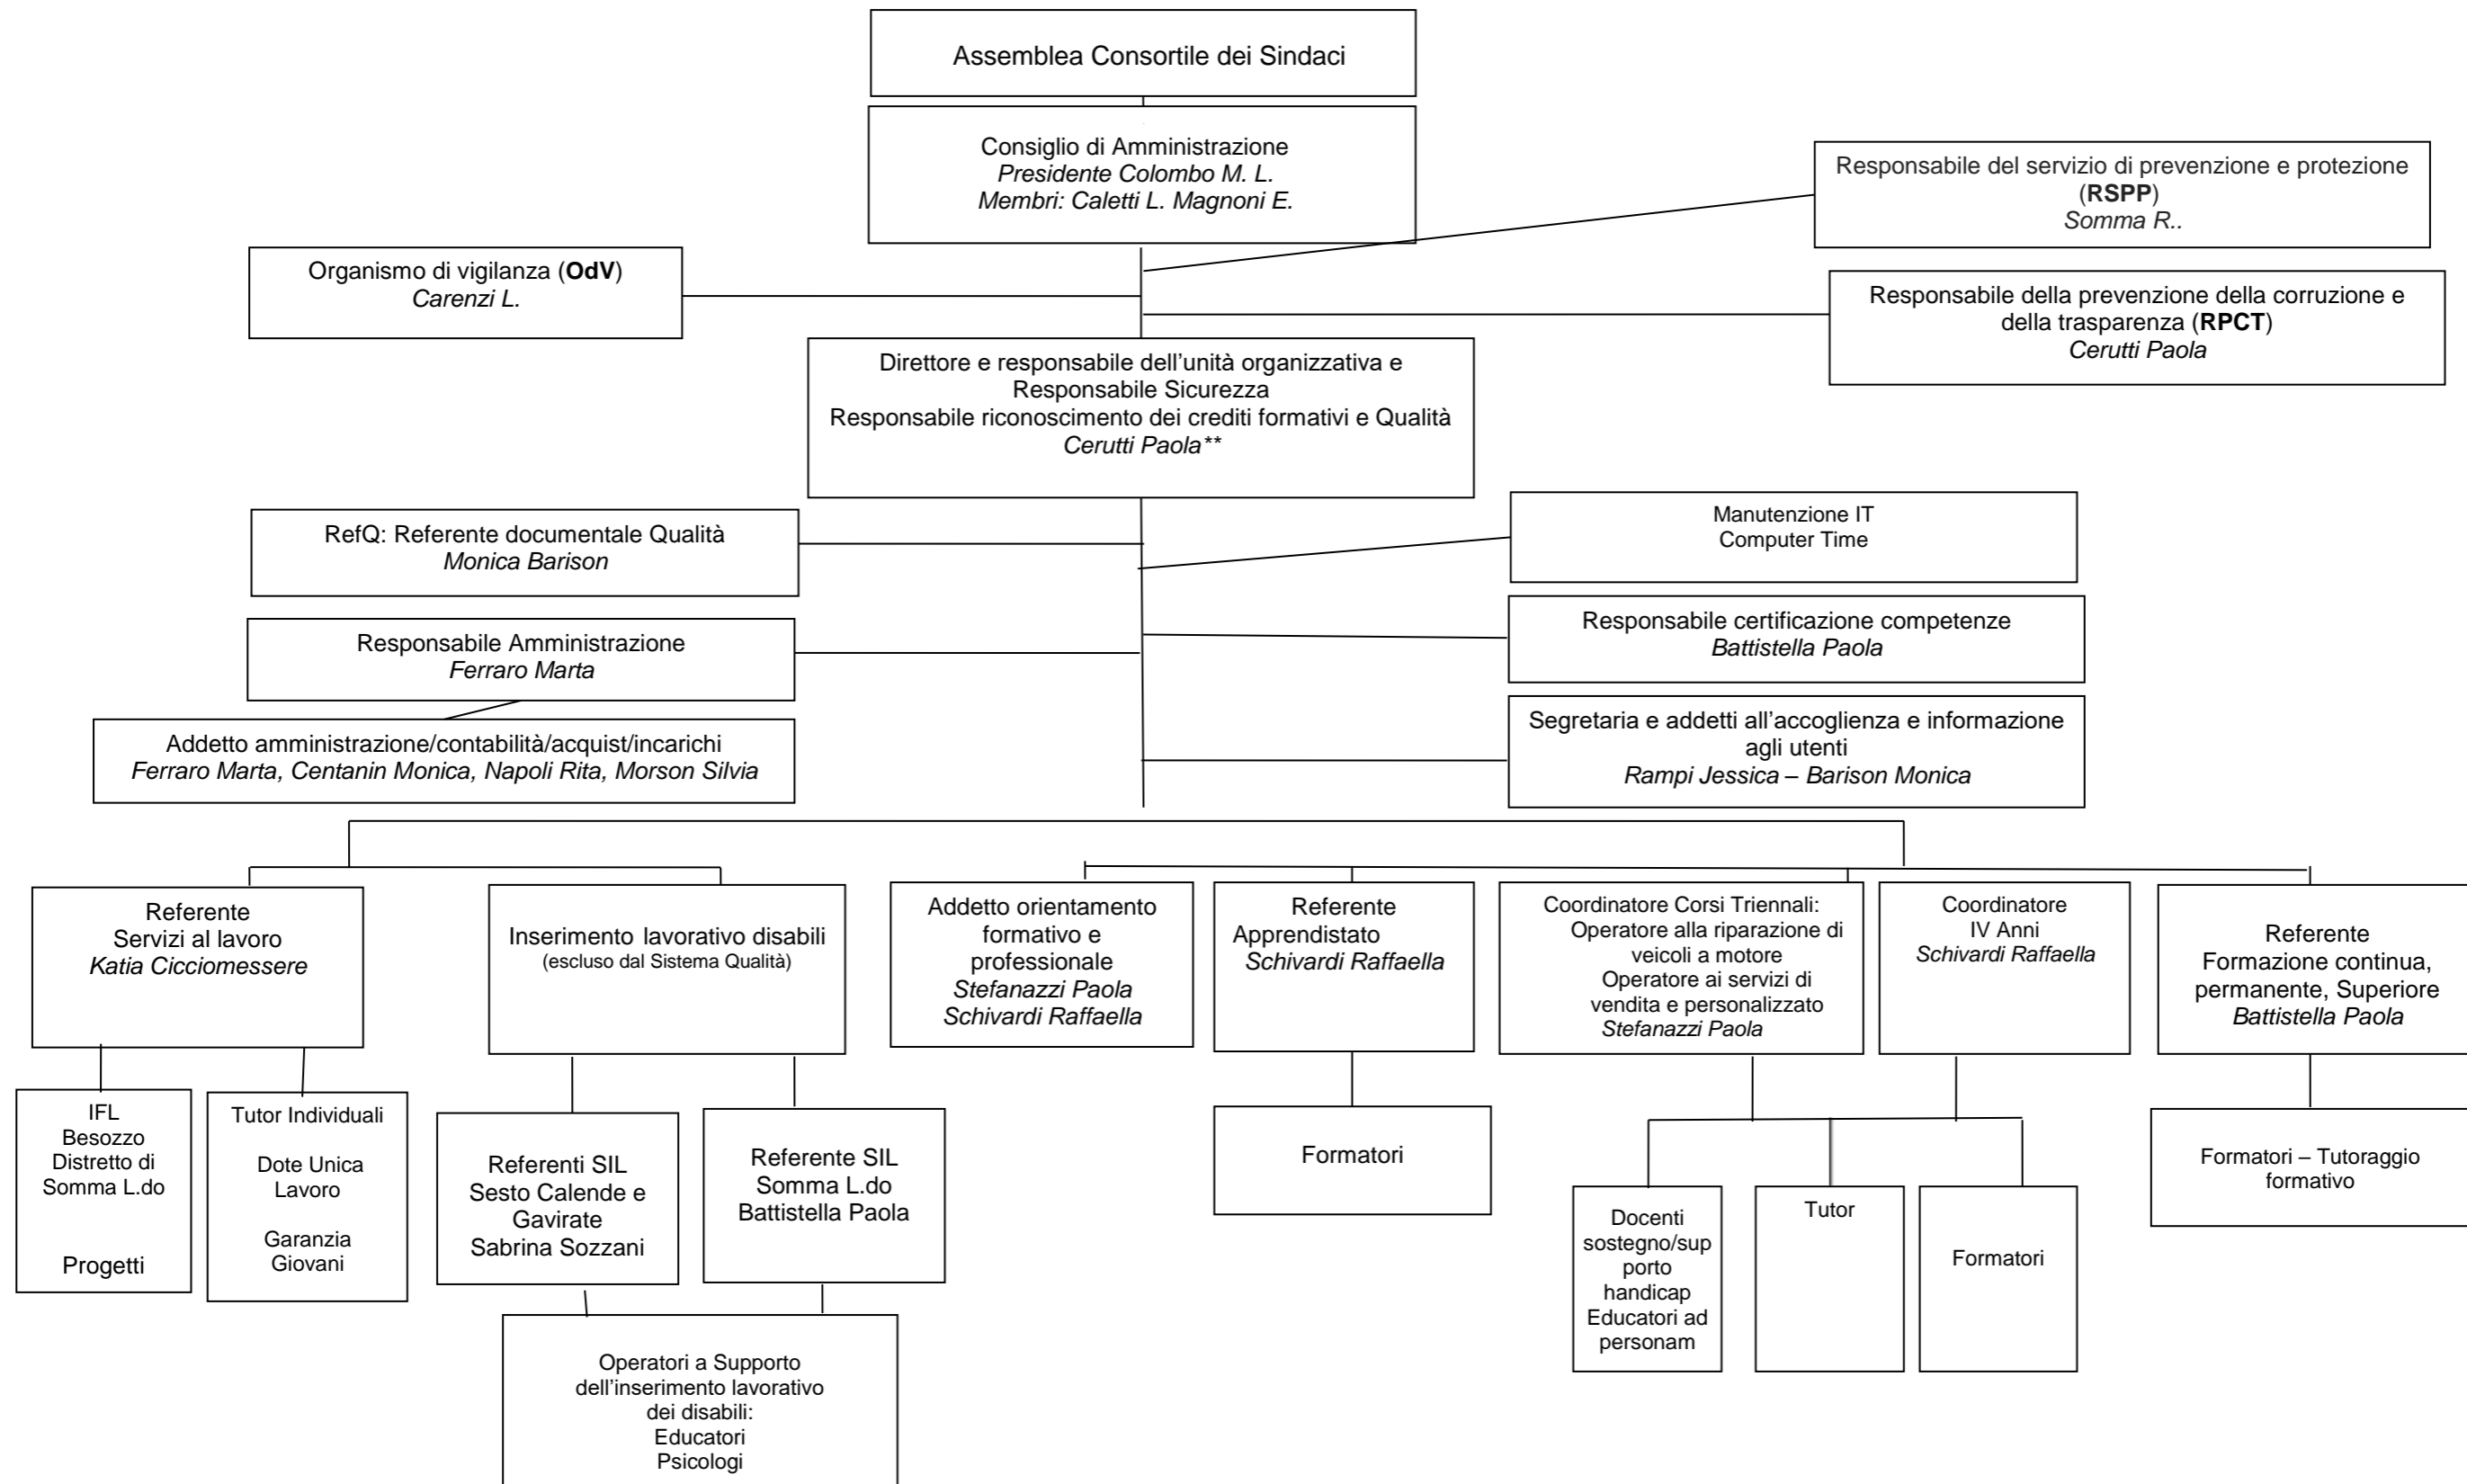 Assemblea Consortile dei Sindaci
Consiglio di Amministrazione
Presidente Colombo M. L.
Membri: Caletti L. Magnoni E.
Responsabile del servizio di prevenzione e protezione
(RSPP)
Somma R..
Organismo di vigilanza (OdV)
Carenzi L.
Responsabile della prevenzione della corruzione e
della trasparenza (RPCT)
Cerutti Paola
Direttore e responsabile dell’unità organizzativa e
Responsabile Sicurezza
Responsabile riconoscimento dei crediti formativi e Qualità
Cerutti Paola**
RefQ: Referente documentale Qualità
Monica Barison
Manutenzione IT
Computer Time
Responsabile Amministrazione
Ferraro Marta
Responsabile certificazione competenze
Battistella Paola
Addetto amministrazione/contabilità/acquist/incarichi
Ferraro Marta, Centanin Monica, Napoli Rita, Morson Silvia
Segretaria e addetti all’accoglienza e informazione
agli utenti
Rampi Jessica – Barison Monica
Referente
Servizi al lavoro
Katia Cicciomessere
Inserimento lavorativo disabili
(escluso dal Sistema Qualità)
Addetto orientamento
formativo e
professionale
Stefanazzi Paola
Schivardi Raffaella
Referente
Apprendistato
Schivardi Raffaella
Coordinatore Corsi Triennali:
Operatore alla riparazione di
veicoli a motore
Operatore ai servizi di
vendita e personalizzato
Stefanazzi Paola
Coordinatore
IV Anni
Schivardi Raffaella
Referente
Formazione continua,
permanente, Superiore
Battistella Paola
IFL
Besozzo
Distretto di
Somma L.do
Progetti
Tutor Individuali
Dote Unica
Lavoro
Garanzia
Giovani
Referenti SIL
Sesto Calende e
Gavirate
Sabrina Sozzani
Referente SIL
Somma L.do
Battistella Paola
Formatori
Docenti
sostegno/sup
porto
handicap
Educatori ad
personam
Tutor
Formatori
Formatori – Tutoraggio
formativo
Operatori a Supporto
dell’inserimento lavorativo
dei disabili:
Educatori
Psicologi